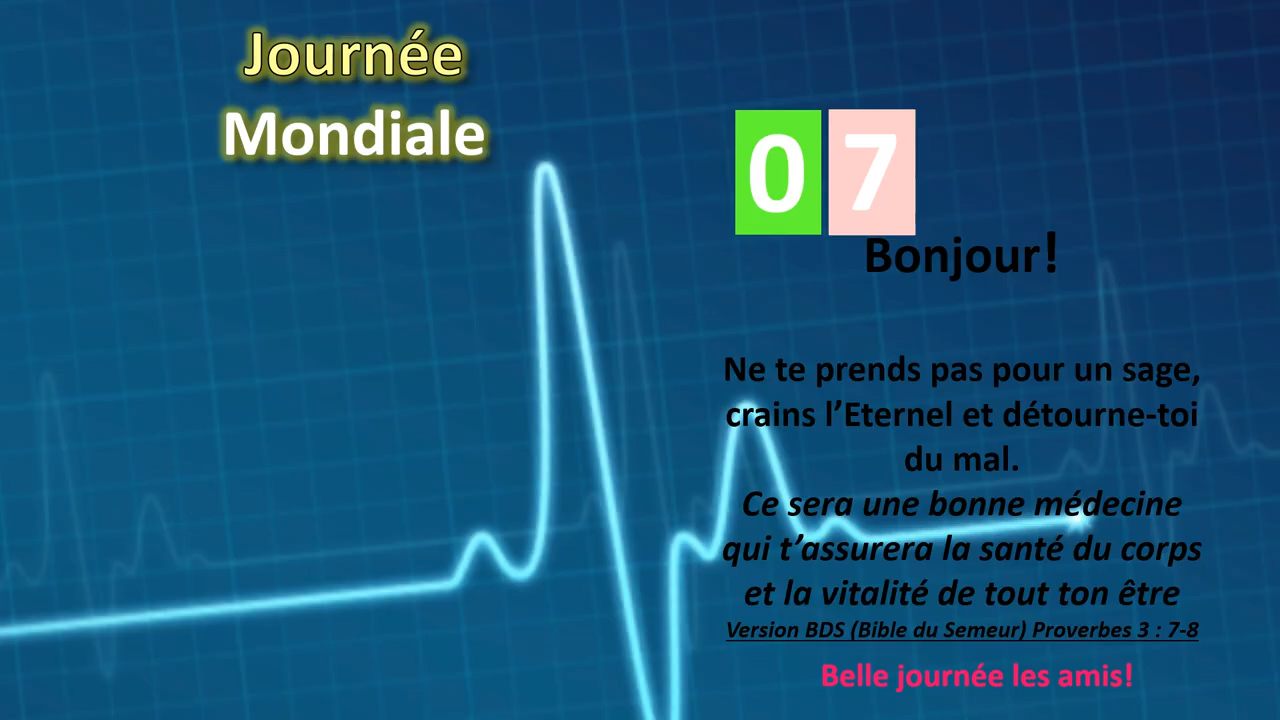 Journée
Mondiale
07
Bonjour!
Ne te prends pas pour un sage,
crains l’Eternel et détourne-toi
du mal.
Ce sera une bonne médecine
qui t’assurera la santé du corps
et la vitalité de tout ton être
Version BDS (Bible du Semeur) Proverbes 3 : 7-8
Belle journée les amis!